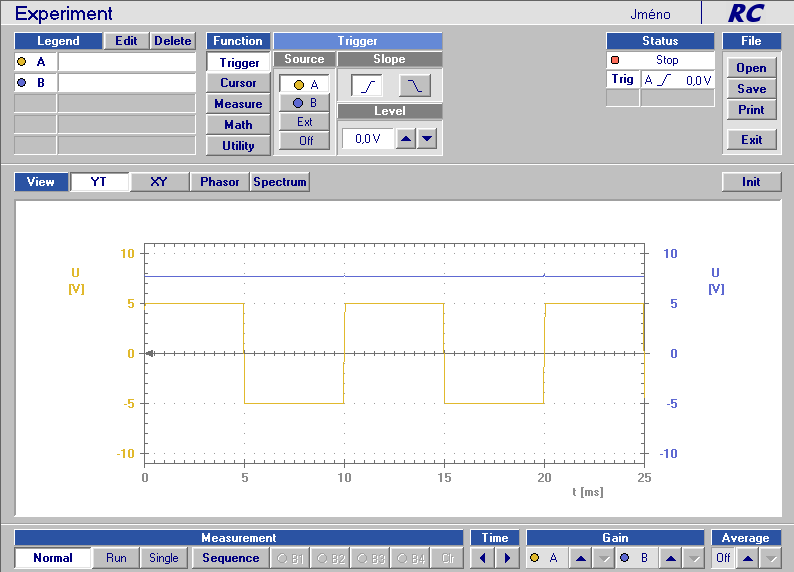 Experiment Jméno RC
Legend Edit Delete Function Trigger Status File
A Trigger Source Slope Stop Open
B Cursor A Trig A 0,0V Save
Measure B Level Print
Math Ext 0,0V
Utility Off Exit
View YT XY Phasor Spectrum Init
10 10
U U
[V] [V]
5 5
0 0
-5 -5
-10 -10
0 5 10 15 20 25
t [ms]
Measurement Time Gain Average
Normal Run Single Sequence B1 B2 B3 B4 Clr A B Off